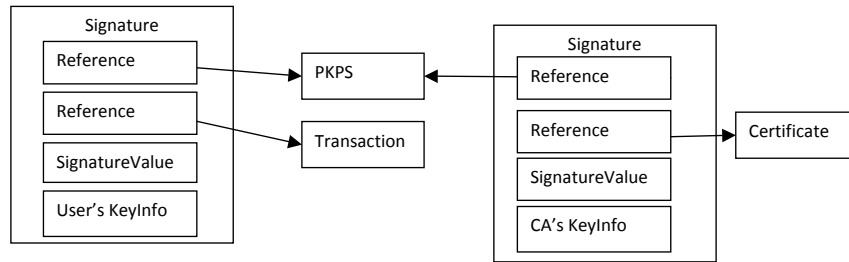 Signature
Reference
Reference
SignatureValue
User's KeyInfo
PKPS
Transaction
Signature
Reference
Reference
SignatureValue
CA's KeyInfo
Certificate